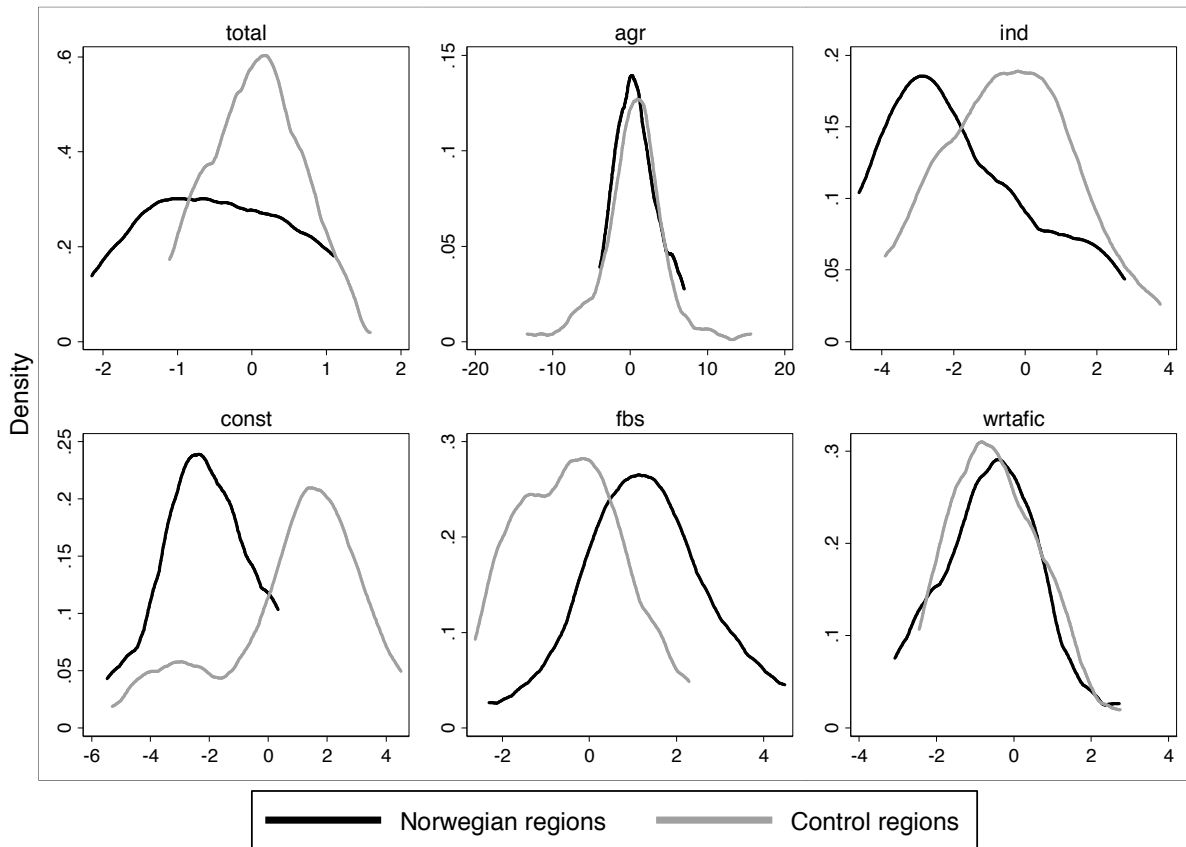 total
.6
.4
.2
0
-2 -1 0 1 2
agr
.15
.1
.05
0
-20 -10 0 10 20
ind
.2
.15
.1
.05
0
-4 -2 0 2 4
Density
const
.25
.2
.15
.1
.05
0
-6 -4 -2 0 2 4
fbs
.3
.2
.1
0
-2 0 2 4
wrtafic
.3
.2
.1
0
-4 -2 0 2 4
Norwegian regions Control regions